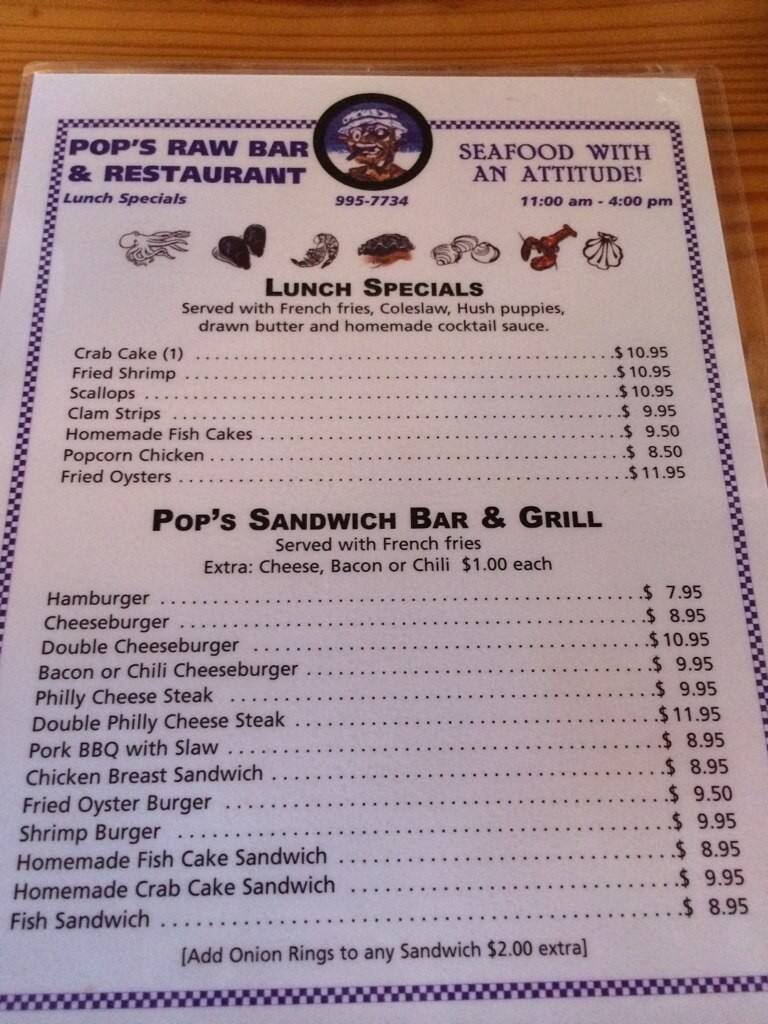 POP'S RAW BAR
& RESTAURANT
SEAFOOD WITH
AN ATTITUDE!
Lunch Specials 995-7734 11:00 am - 4:00 pm
LUNCH SPECIALS
Served with French fries, Coleslaw, Hush puppies,
drawn butter and homemade cocktail sauce.
Crab Cake (1) $10.95
Fried Shrimp $10.95
Scallops $10.95
Clam Strips $ 9.95
Homemade Fish Cakes $ 9.50
Popcorn Chicken $ 8.50
Fried Oysters $11.95
POP'S SANDWICH BAR & GRILL
Served with French fries
Extra: Cheese, Bacon or Chili $1.00 each
Hamburger $ 7.95
Cheeseburger $ 8.95
Double Cheeseburger $10.95
Bacon or Chili Cheeseburger $ 9.95
Philly Cheese Steak $ 9.95
Double Philly Cheese Steak $11.95
Pork BBQ with Slaw $ 8.95
Chicken Breast Sandwich $ 8.95
Fried Oyster Burger $ 9.50
Shrimp Burger $ 9.95
Homemade Fish Cake Sandwich $ 8.95
Homemade Crab Cake Sandwich $ 9.95
Fish Sandwich $ 8.95
[Add Onion Rings to any Sandwich $2.00 extra]